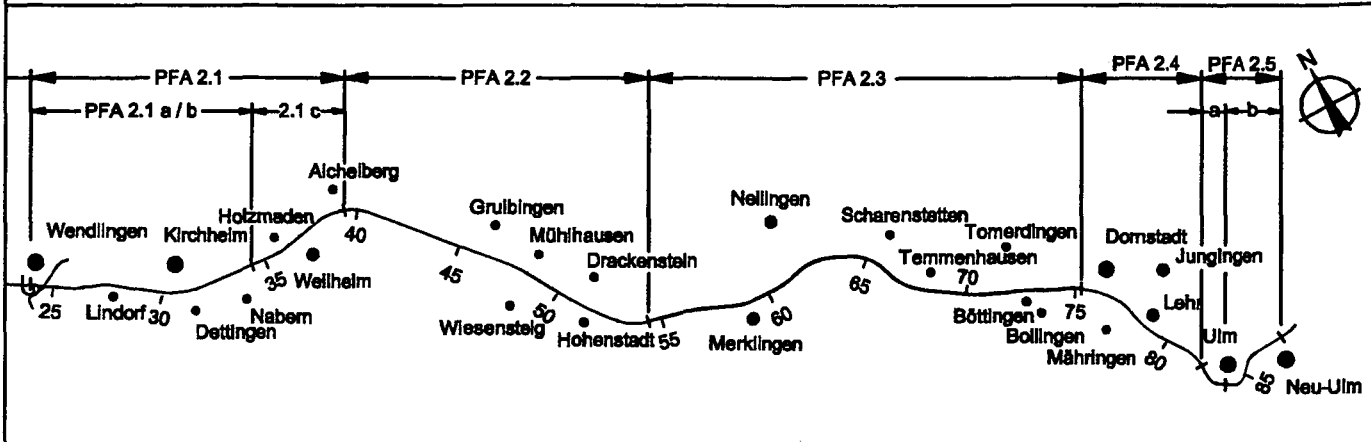 PFA 2.1
PFA 2.2
PFA 2.3
PFA 2.4
PFA 2.5
N
PFA 2.1 a / b
2.1 c
a
b
Aichelberg
Wendlingen
Kirchheim
Holzmaden
Weilheim
Gruibingen
Mühlhausen
Drackenstein
Nellingen
Scharenstetten
Temmenhausen
Tomerdingen
Dornstadt
Jungingen
Lehr
25
Lindorf
30
Dettingen
Nabern
35
40
45
Wiesensteig
50
Hohenstadt
55
Merklingen
60
65
70
Böttingen
Bollingen
Mähringen
75
80
Ulm
85
Neu-Ulm